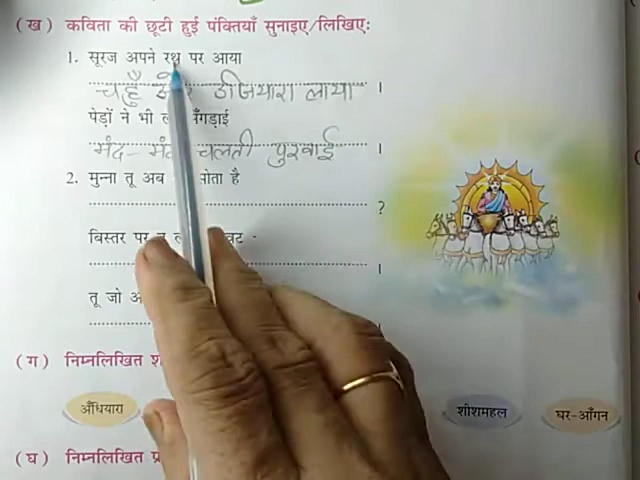 (ख) कविता की छूटी हुई पंक्तियाँ सुनाइए/लिखिए:
1. सूरज अपने रथ पर आया
चहुँ उजियारा लाया ।
पेड़ों ने भी अँगड़ाई
मंद- चलती पुरवाई ।
2. मुन्ना तू अब सोता है
?
बिस्तर पर -
।
तू जो
(ग) निम्नलिखित
अँधियारा शीशमहल घर-आँगन
(घ) निम्नलिखित